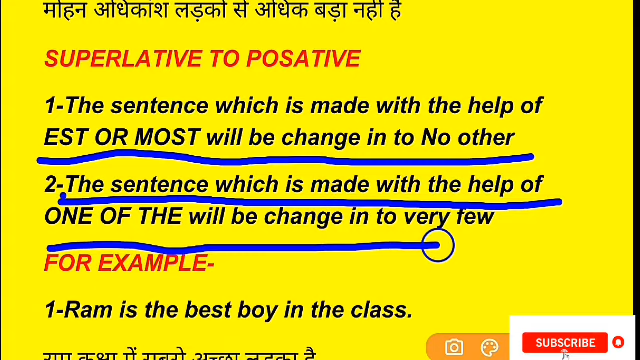 मोहन अधिकांश लड़कों से अधिक बड़ा नहीं है
SUPERLATIVE TO POSATIVE
1-The sentence which is made with the help of
EST OR MOST will be change in to No other
2-The sentence which is made with the help of
ONE OF THE will be change in to very few
FOR EXAMPLE-
1-Ram is the best boy in the class.
राम कक्षा में सबसे अच्छा लड़का है
SUBSCRIBE